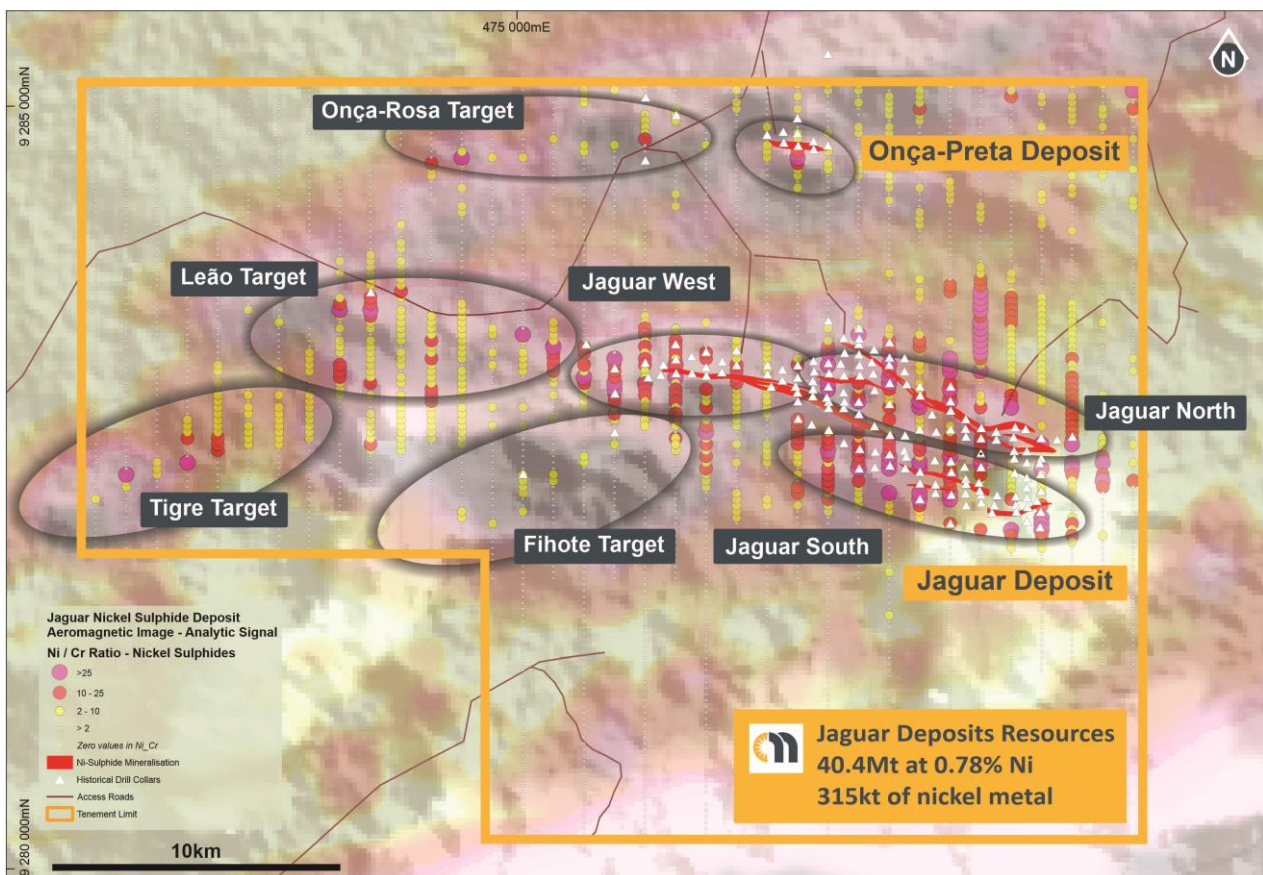 475 000mE
N
9 285 000mN
Onça-Rosa Target
Onça-Preta Deposit
Leão Target
Jaguar West
Jaguar North
Tigre Target
Fihote Target
Jaguar South
Jaguar Deposit
Jaguar Nickel Sulphide Deposit
Aeromagnetic Image - Analytic Signal
Ni / Cr Ratio - Nickel Sulphides
>25
10 - 25
2 - 10
> 2
Zero values in Ni_Cr
Ni-Sulphide Mineralisation
Historical Drill Collars
Access Roads
Tenement Limit
Jaguar Deposits Resources
40.4Mt at 0.78% Ni
315kt of nickel metal
9 280 000mN
10km